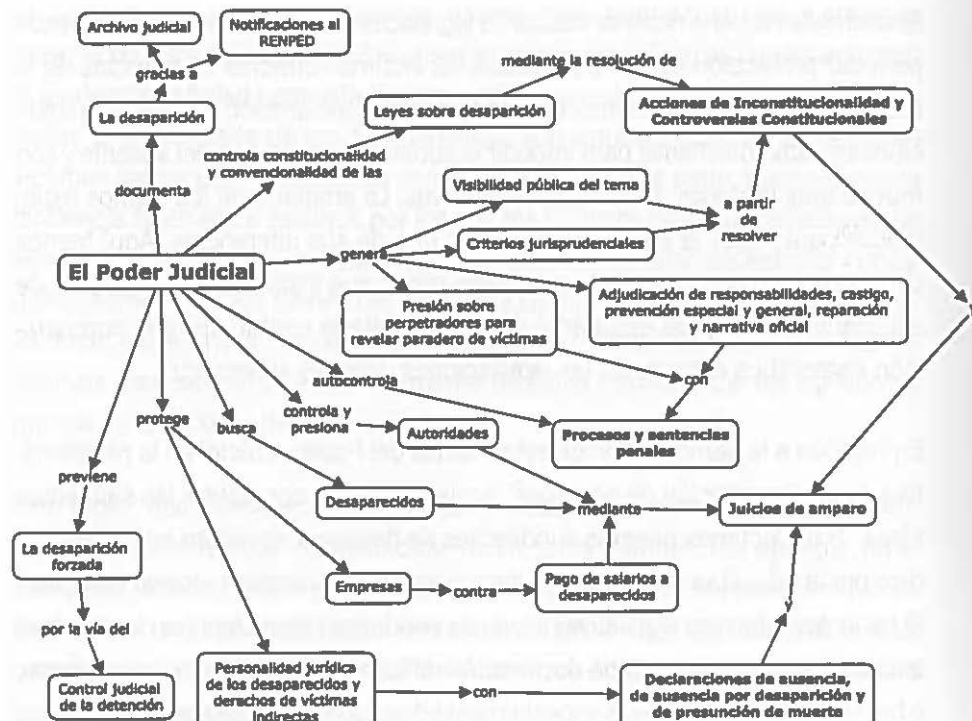 Archivo judicial
Notificaciones al
RENPED
gracias a
mediante la resolución de
La desaparición
Leyes sobre desaparición
Acciones de Inconstitucionalidad y
Controversias Constitucionales
controla constitucionalidad
y convencionalidad de las
documenta
Visibilidad pública del tema
a partir
de
resolver
Criterios jurisprudenciales
genera
El Poder Judicial
Presión sobre
perpetradores para
revelar paradero de víctimas
Adjudicación de responsabilidades, castigo,
prevención especial y general, reparación
y narrativa oficial
autocontrola
con
protege
busca
controla y
presiona
Autoridades
Procesos y sentencias
penales
previene
Desaparecidos
mediante
Juicios de amparo
La desaparición
forzada
Empresas
contra
Pago de salarios a
desaparecidos
por la vía del
Control judicial
de la detención
Personalidad jurídica
de los desaparecidos y
derechos de víctimas
indirectas
con
Declaraciones de ausencia,
de ausencia por desaparición y
de presunción de muerte